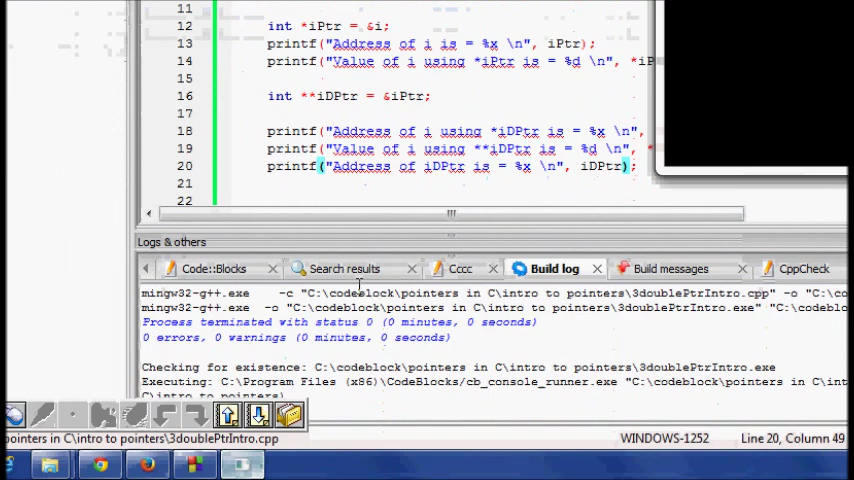 11
12 int *iPtr = &i;
13 printf("Address of i is = %x \n", iPtr);
14 printf("Value of i using *iPtr is = %d \n", *iP
15
16 int **iDPtr = &iPtr;
17
18 printf("Address of i using *iDPtr is = %x \n",
19 printf("Value of i using **iDPtr is = %d \n", *
20 printf("Address of iDPtr is = %x \n", iDPtr);
21
22
Logs & others
Code::Blocks Search results Cccc Build log Build messages CppCheck
mingw32-g++.exe -c "C:\codeblock\pointers in C\intro to pointers\3doublePtrIntro.cpp" -o "C:\co
mingw32-g++.exe -o "C:\codeblock\pointers in C\intro to pointers\3doublePtrIntro.exe" "C:\codeblo
Process terminated with status 0 (0 minutes, 0 seconds)
0 errors, 0 warnings (0 minutes, 0 seconds)
Checking for existence: C:\codeblock\pointers in C\intro to pointers\3doublePtrIntro.exe
Executing: C:\Program Files (x86)\CodeBlocks/cb_console_runner.exe "C:\codeblock\pointers in C\int
C\intro to pointers)
pointers in C\intro to pointers\3doublePtrIntro.cpp WINDOWS-1252 Line 20, Column 49